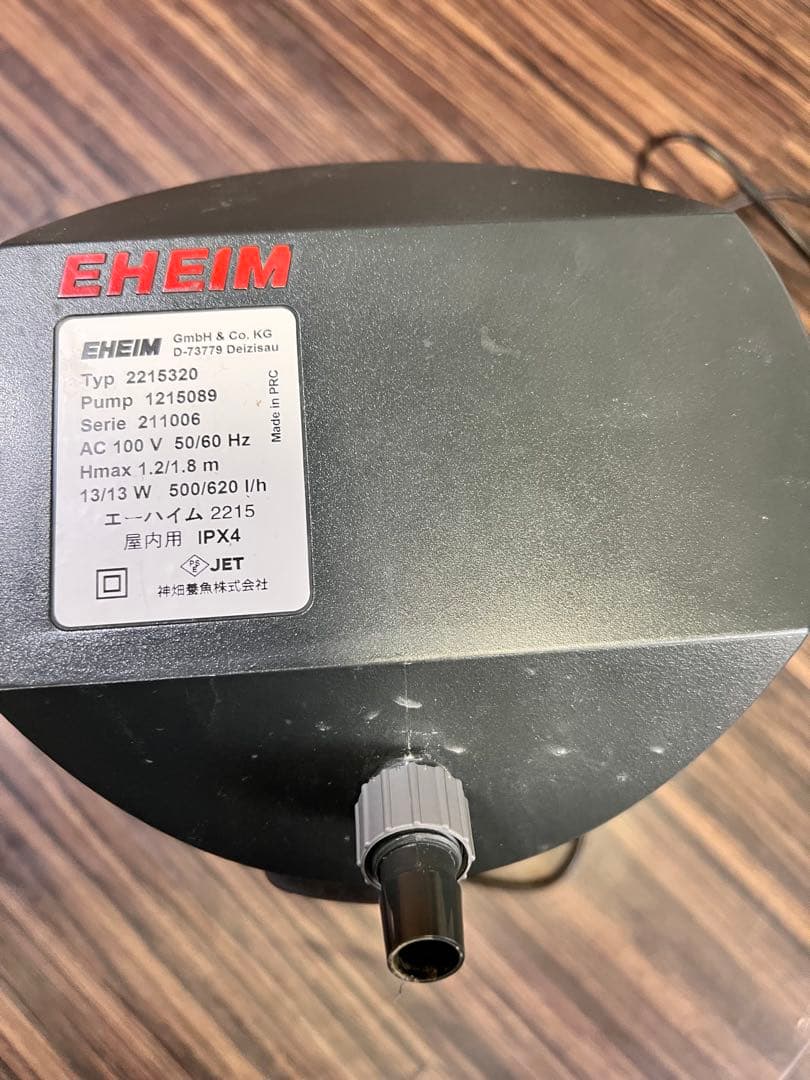 EHEIM
EHEIM GmbH & Co. KG
D-73779 Deizisau
Typ 2215320
Pump 1215089
Serie 211006
AC 100 V 50/60 Hz
Hmax 1.2/1.8 m
13/13 W 500/620 l/h
Made in PRC
エーハイム 2215
屋内用 IPX4
PSE JET
神畑養魚株式会社